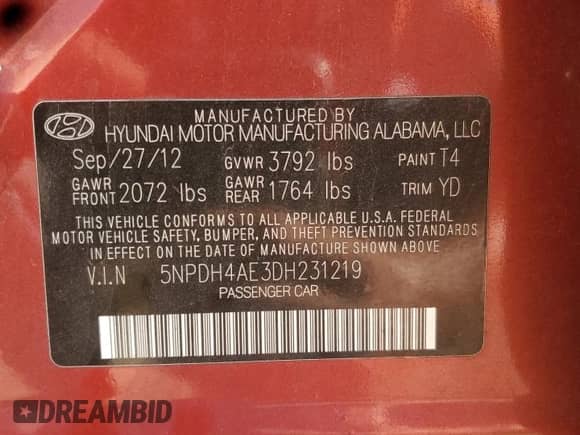 MANUFACTURED BY
HYUNDAI MOTOR MANUFACTURING ALABAMA, LLC
Sep/27/12 GVWR 3792 lbs PAINT T4
GAWR FRONT 2072 lbs GAWR REAR 1764 lbs TRIM YD
THIS VEHICLE CONFORMS TO ALL APPLICABLE U.S.A. FEDERAL
MOTOR VEHICLE SAFETY, BUMPER, AND THEFT PREVENTION STANDARDS
IN EFFECT ON THE DATE OF MANUFACTURE SHOWN ABOVE
V.I.N 5NPDH4AE3DH231219
PASSENGER CAR
DREAMBID